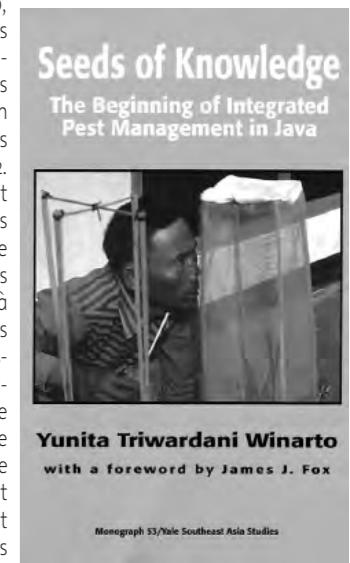 Seeds of Knowledge
The Beginning of Integrated
Pest Management in Java
Yunita Triwardani Winarto
with a foreword by James J. Fox
Monograph 53/Yale Southeast Asia Studies